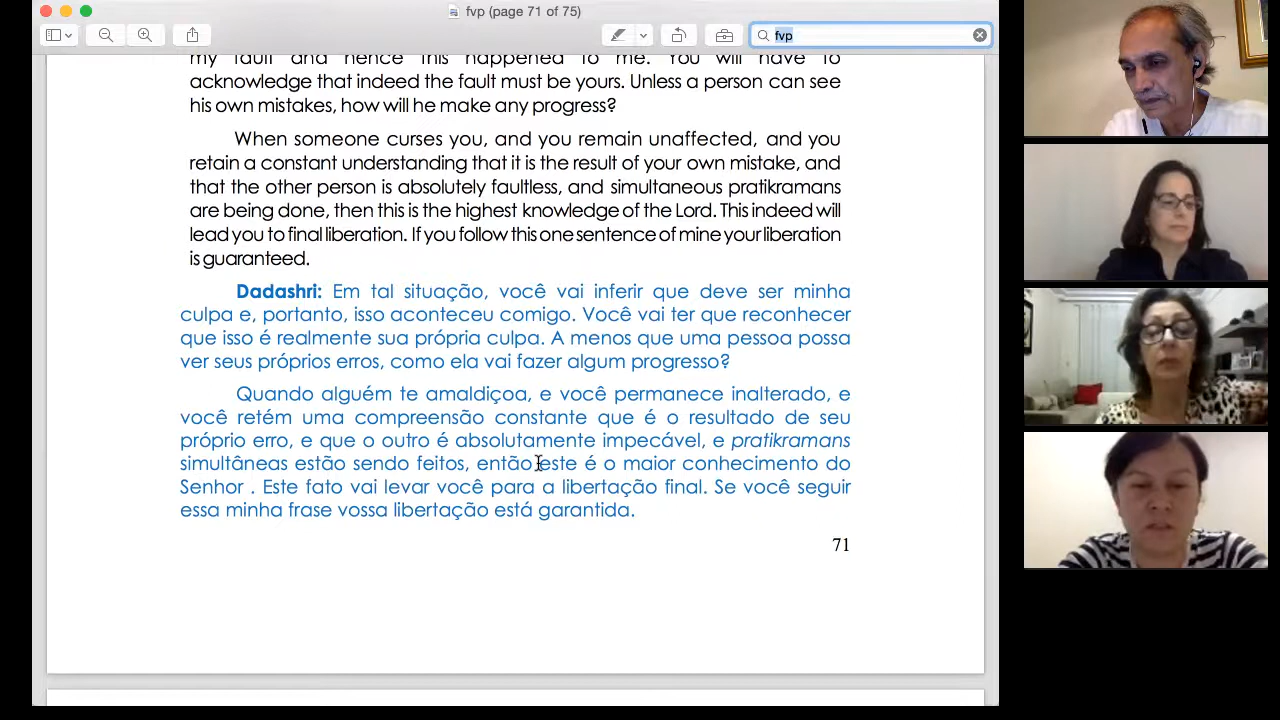 fvp (page 71 of 75)
fvp
my fault and hence this happened to me. You will have to
acknowledge that indeed the fault must be yours. Unless a person can see
his own mistakes, how will he make any progress?
When someone curses you, and you remain unaffected, and you
retain a constant understanding that it is the result of your own mistake, and
that the other person is absolutely faultless, and simultaneous pratikramans
are being done, then this is the highest knowledge of the Lord. This indeed will
lead you to final liberation. If you follow this one sentence of mine your liberation
is guaranteed.
Dadashri: Em tal situação, você vai inferir que deve ser minha
culpa e, portanto, isso aconteceu comigo. Você vai ter que reconhecer
que isso é realmente sua própria culpa. A menos que uma pessoa possa
ver seus próprios erros, como ela vai fazer algum progresso?
Quando alguém te amaldiçoa, e você permanece inalterado, e
você retém uma compreensão constante que é o resultado de seu
próprio erro, e que o outro é absolutamente impecável, e pratikramans
simultâneas estão sendo feitos, então este é o maior conhecimento do
Senhor . Este fato vai levar você para a libertação final. Se você seguir
essa minha frase vossa libertação está garantida.
71